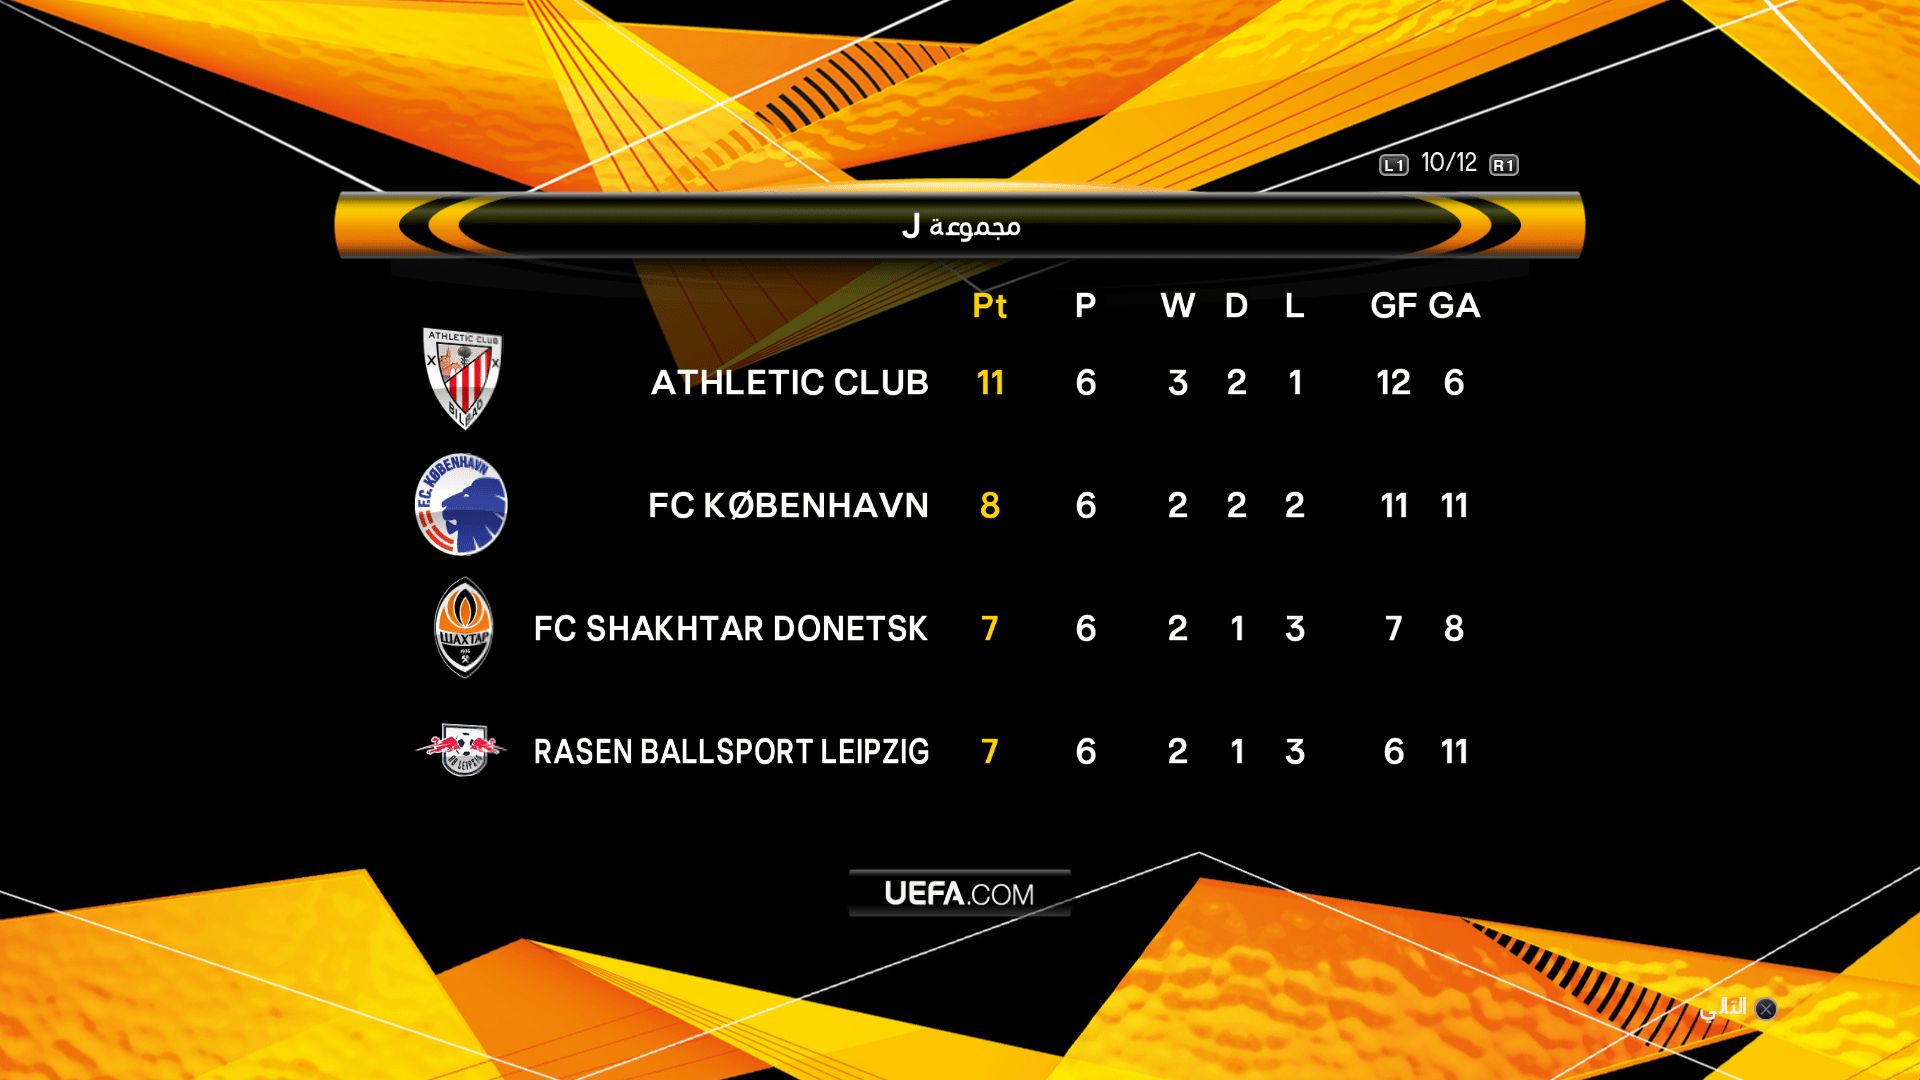 L1 10/12 R1
مجموعة J
Pt P W D L GF GA
ATHLETIC CLUB
BILBAO
ATHLETIC CLUB 11 6 3 2 1 12 6
F.C. KØBENHAVN
FC KØBENHAVN 8 6 2 2 2 11 11
ШАХТАР
1936
FC SHAKHTAR DONETSK 7 6 2 1 3 7 8
RB LEIPZIG
RASEN BALLSPORT LEIPZIG 7 6 2 1 3 6 11
UEFA.COM
التالي